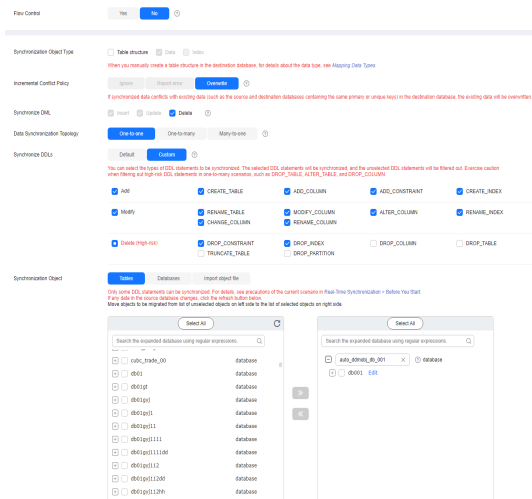 Flow Control Yes No
Synchronization Object Type Table structure Data Index
When you manually create a table structure in the destination database, for details about the data type, see Mapping Data Types
Incremental Conflict Policy Ignore Report error Overwrite
If synchronized data conflicts with existing data (such as the source and destination databases containing the same primary or unique keys) in the destination database, the existing data will be overwritten.
Synchronize DML Insert Update Delete
Data Synchronization Topology One-to-one One-to-many Many-to-one
Synchronize DDLs Default Custom
You can select the types of DDL statements to be synchronized. The selected DDL statements will be synchronized, and the unselected DDL statements will be filtered out. Exercise caution
when filtering out high-risk DDL statements in one-to-many scenarios, such as DROP_TABLE, ALTER_TABLE, and DROP_COLUMN.
Add CREATE_TABLE ADD_COLUMN ADD_CONSTRAINT CREATE_INDEX
Modify RENAME_TABLE MODIFY_COLUMN ALTER_COLUMN RENAME_INDEX
CHANGE_COLUMN RENAME_COLUMN
Delete (High-risk) DROP_CONSTRAINT DROP_INDEX DROP_COLUMN DROP_TABLE
TRUNCATE_TABLE DROP_PARTITION
Synchronization Object Tables Databases Import object file
Only some DDL statements can be synchronized. For details, see precautions of the current scenario in Real-Time Synchronization > Before You Start
If any data in the source database changes, click the refresh button below.
Move objects to be migrated from list of unselected objects on left side to the list of selected objects on right side.
Select All
Search the expanded database using regular expressions.
cubc_trade_00 database
db01 database
db01gt database
db01gyj database
db01gyj1 database
db01gyj11 database
db01gyj1111 database
db01gyj1111dd database
db01gyj112 database
db01gyj112dd database
db01gyj112hh database
Select All
Search the expanded database using regular expressions.
database
db001 Edit